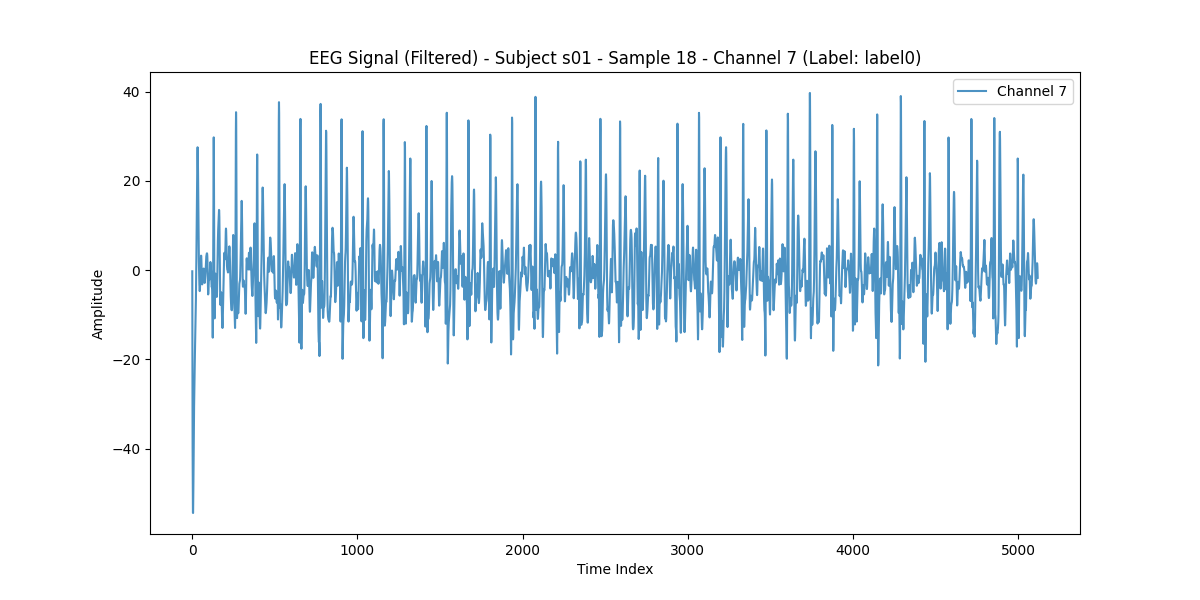 EEG Signal (Filtered) - Subject s01 - Sample 18 - Channel 7 (Label: label0)
Channel 7
40
20
0
−20
−40
Amplitude
0 1000 2000 3000 4000 5000
Time Index